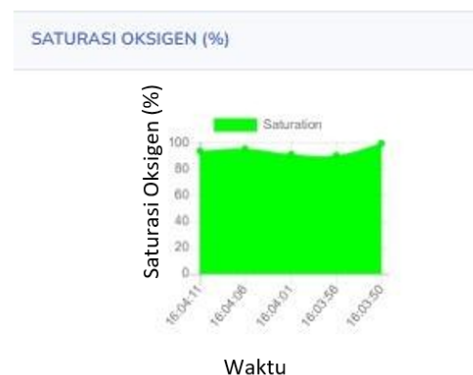 SATURASI OKSIGEN (%)
Saturasi Oksigen (%)
Saturation
100
80
60
40
20
0
16:04:11
16:04:06
16:04:01
16:03:56
16:03:50
Waktu